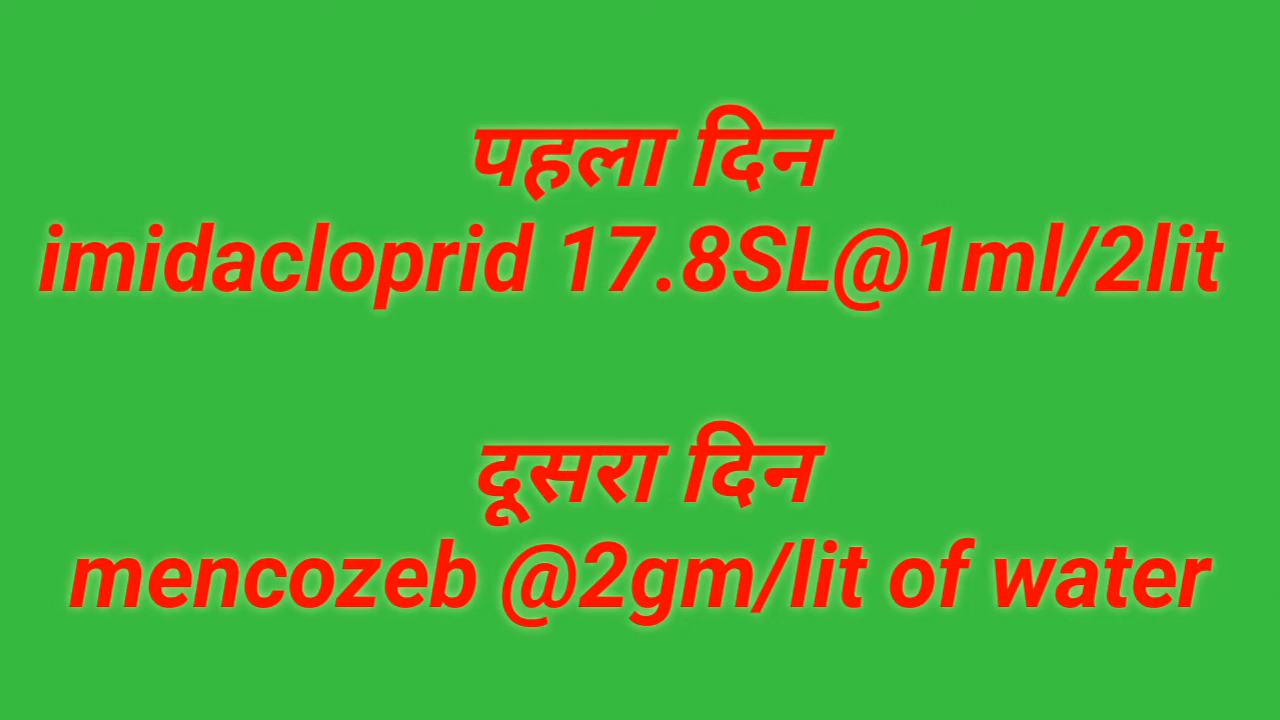 पहला दिन
imidacloprid 17.8SL@1ml/2lit
दूसरा दिन
mencozeb @2gm/lit of water